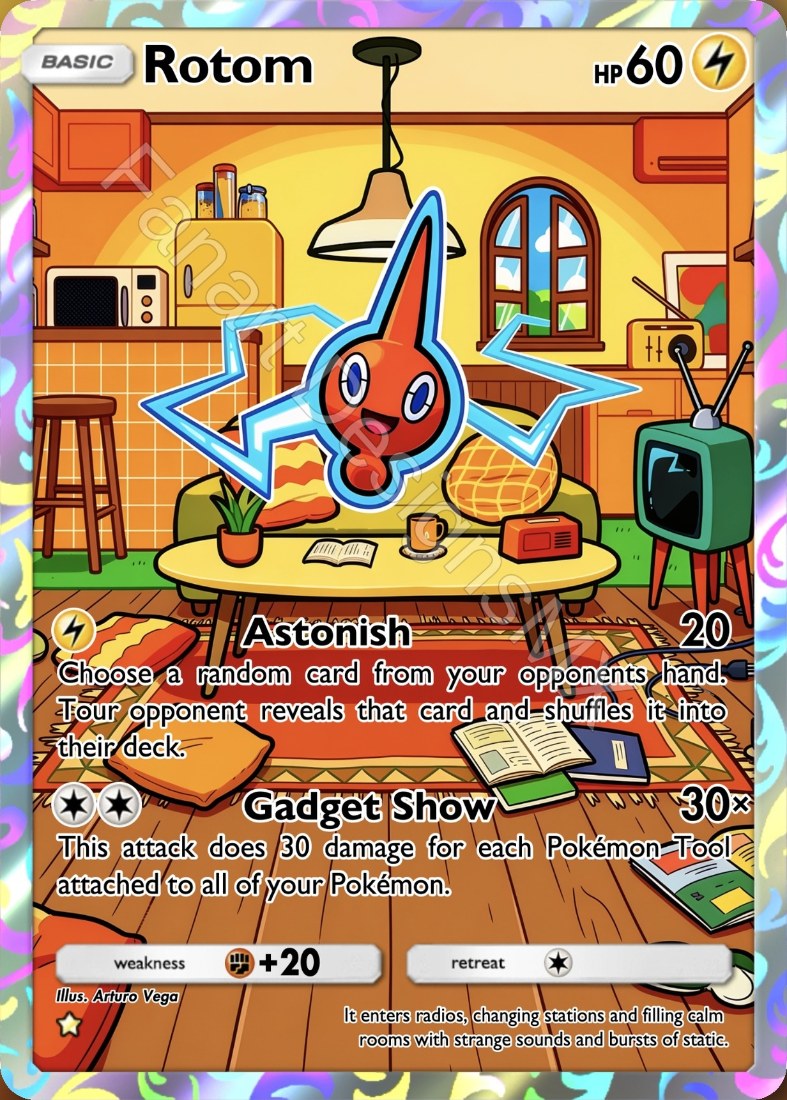 BASIC
Rotom
HP60
Astonish 20
Choose a random card from your opponents hand.
Tour opponent reveals that card and shuffles it into
their deck.
Gadget Show 30×
This attack does 30 damage for each Pokémon Tool
attached to all of your Pokémon.
weakness +20
retreat
Illus. Arturo Vega
It enters radios, changing stations and filling calm
rooms with strange sounds and bursts of static.
Fanart DesignsMX